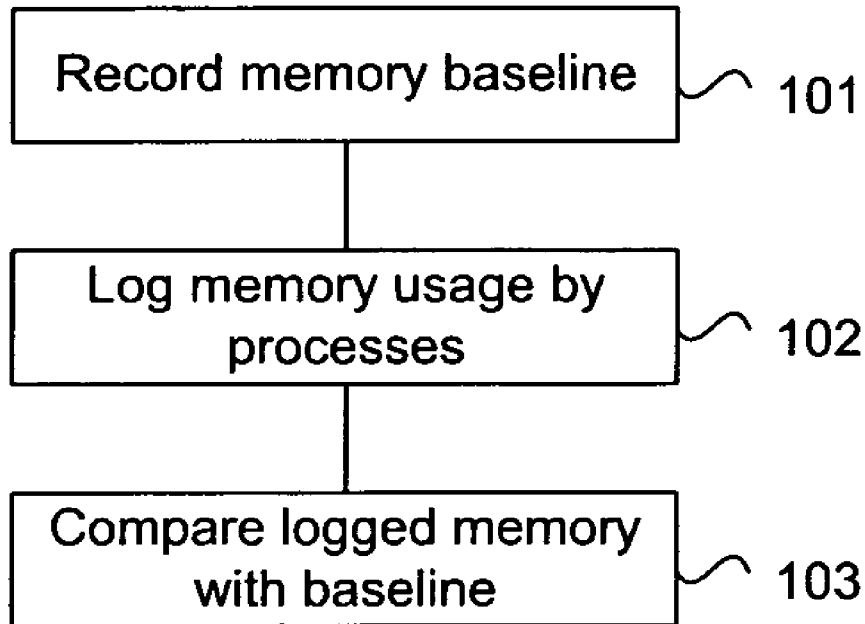 Record memory baseline
101
Log memory usage by
processes
102
Compare logged memory
with baseline
103